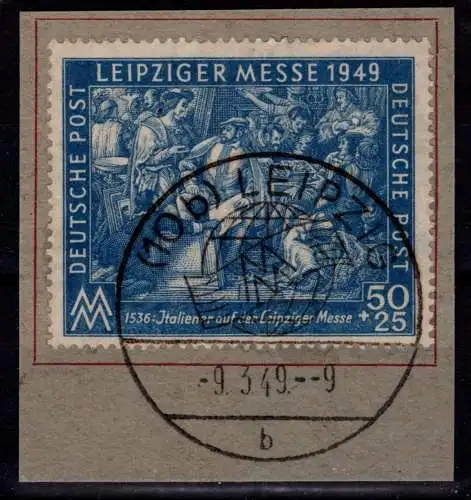 LEIPZIGER MESSE 1949
DEUTSCHE POST
DEUTSCHE POST
50
+ 25
1536: Italiener auf der Leipziger Messe
(10b) LEIPZIG
-9.3.49.--9
b